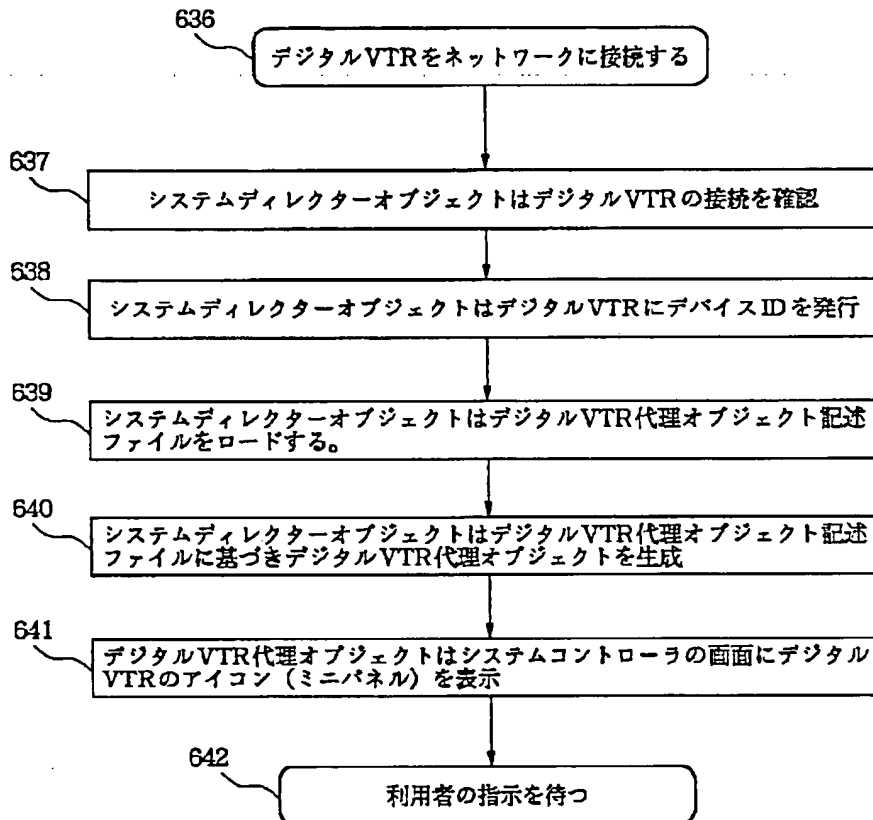 636
デジタルVTRをネットワークに接続する
637
システムディレクターオブジェクトはデジタルVTRの接続を確認
638
システムディレクターオブジェクトはデジタルVTRにデバイスIDを発行
639
システムディレクターオブジェクトはデジタルVTR代理オブジェクト記述
ファイルをロードする。
640
システムディレクターオブジェクトはデジタルVTR代理オブジェクト記述
ファイルに基づきデジタルVTR代理オブジェクトを生成
641
デジタルVTR代理オブジェクトはシステムコントローラの画面にデジタル
VTRのアイコン（ミニパネル）を表示
642
利用者の指示を待つ